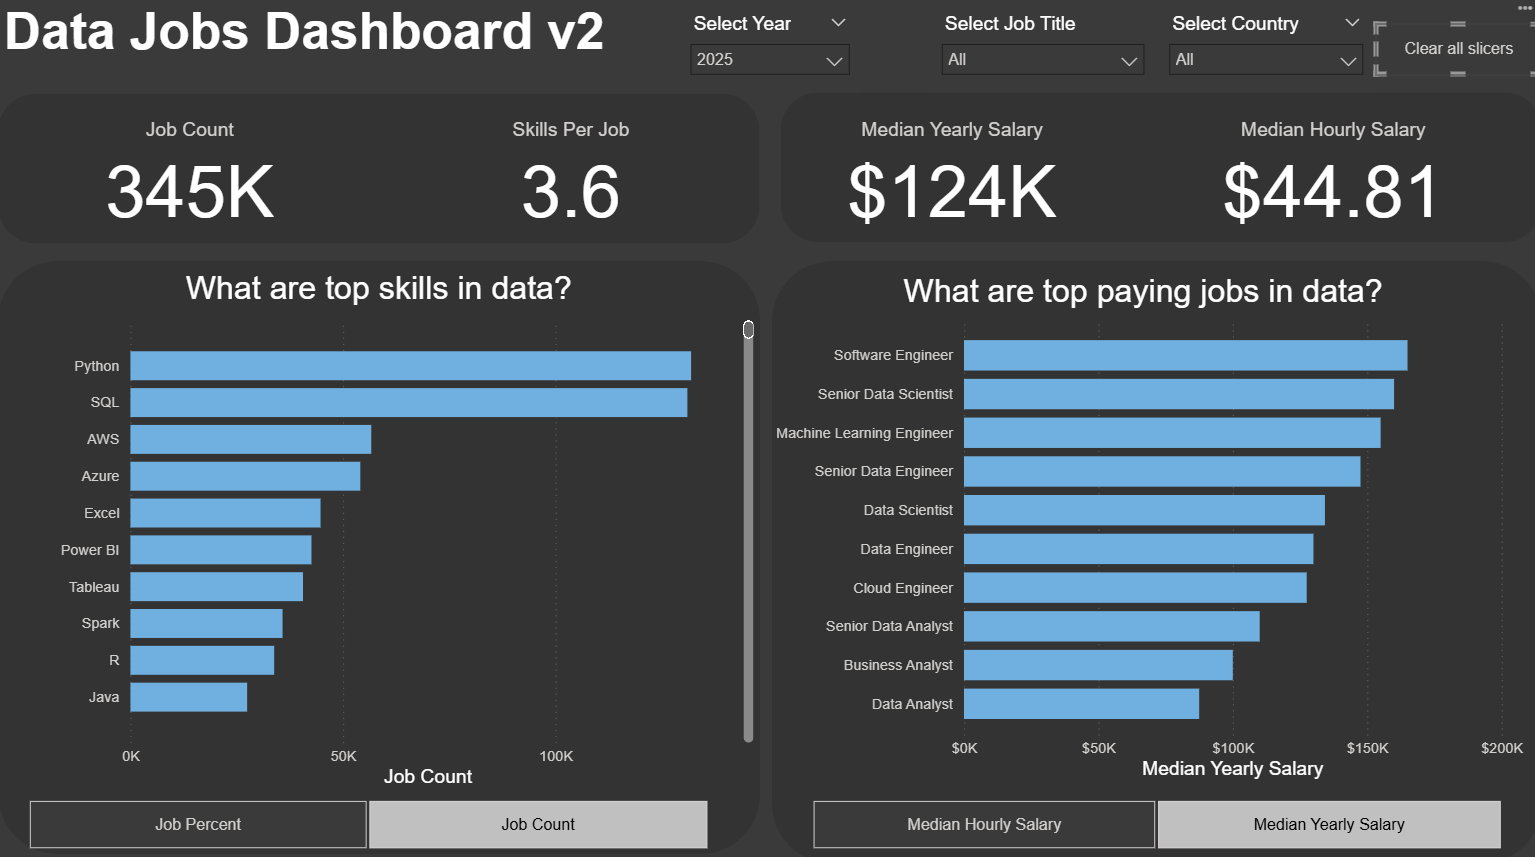 Data Jobs Dashboard v2
Select Year
2025
Select Job Title
All
Select Country
All
Clear all slicers
Job Count
345K
Skills Per Job
3.6
Median Yearly Salary
$124K
Median Hourly Salary
$44.81
What are top skills in data?
Python
SQL
AWS
Azure
Excel
Power BI
Tableau
Spark
R
Java
0K 50K 100K
Job Count
Job Percent
Job Count
What are top paying jobs in data?
Software Engineer
Senior Data Scientist
Machine Learning Engineer
Senior Data Engineer
Data Scientist
Data Engineer
Cloud Engineer
Senior Data Analyst
Business Analyst
Data Analyst
$0K $50K $100K $150K $200K
Median Yearly Salary
Median Hourly Salary
Median Yearly Salary